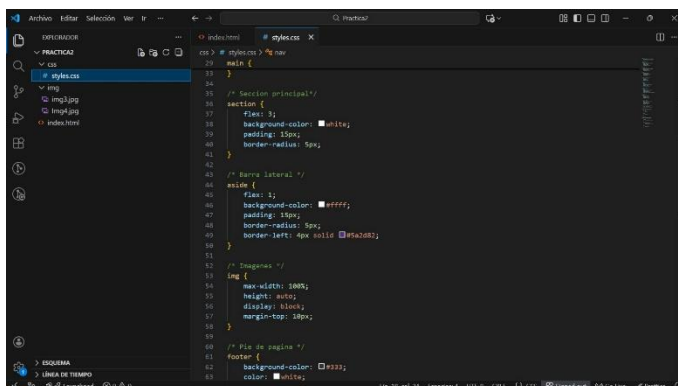 Archivo Editar Selección Ver Ir ...
Practica2
EXPLORADOR
PRACTICA2
css
# styles.css
img
img3.jpg
Img4.jpg
index.html
ESQUEMA
LÍNEA DE TIEMPO
index.html # styles.css
css > # styles.css > nav
29 main {
33 }
34
35 /* Seccion principal*/
36 section {
37 flex: 3;
38 background-color: white;
39 padding: 15px;
40 border-radius: 5px;
41 }
42
43 /* Barra lateral */
44 aside {
45 flex: 1;
46 background-color: #ffff;
47 padding: 15px;
48 border-radius: 5px;
49 border-left: 4px solid #5a2d82;
50 }
51
52 /* Imagenes */
53 img {
54 max-width: 100%;
55 height: auto;
56 display: block;
57 margin-top: 10px;
58 }
59
60 /* Pie de pagina */
61 footer {
62 background-color: #333;
63 color: white;